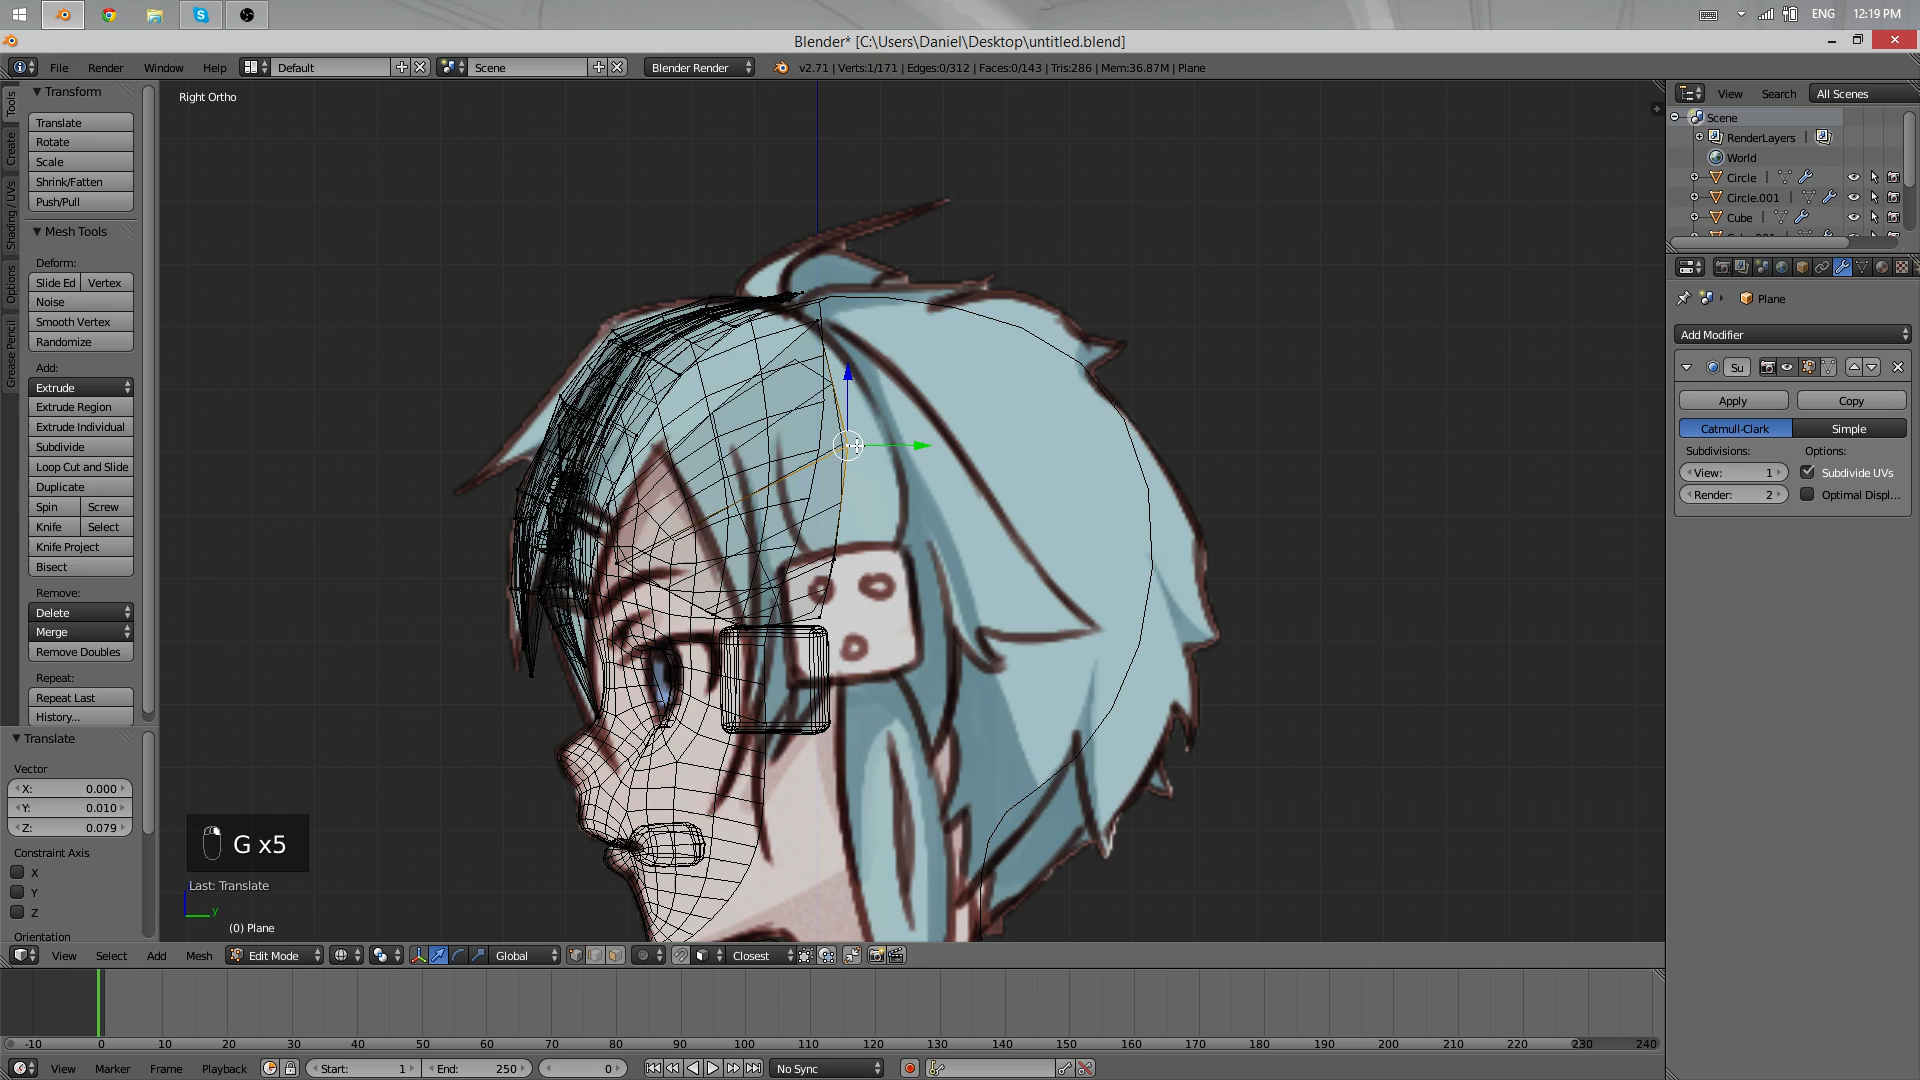 ENG 12:19 PM
Blender* [C:\Users\Daniel\Desktop\untitled.blend]
File Render Window Help Default Scene Blender Render v2.71 | Verts:1/171 | Edges:0/312 | Faces:0/143 | Tris:286 | Mem:36.87M | Plane
Tools
Create
Shading / UVs
Options
Grease Pencil
Transform
Translate
Rotate
Scale
Shrink/Fatten
Push/Pull
Mesh Tools
Deform:
Slide Ed Vertex
Noise
Smooth Vertex
Randomize
Add:
Extrude
Extrude Region
Extrude Individual
Subdivide
Loop Cut and Slide
Duplicate
Spin Screw
Knife Select
Knife Project
Bisect
Remove:
Delete
Merge
Remove Doubles
Repeat:
Repeat Last
History...
Translate
Vector
X: 0.000
Y: 0.010
Z: 0.079
Constraint Axis
X
Y
Z
Orientation
Right Ortho
G x5
Last: Translate
y
(0) Plane
View Select Add Mesh Edit Mode Global Closest
View Search All Scenes
Scene
RenderLayers |
World
Circle |
Circle.001 |
Cube |
Plane
Add Modifier
Su
Apply Copy
Catmull-Clark Simple
Subdivisions: Options:
View: 1 Subdivide UVs
Render: 2 Optimal Displ...
-10 0 10 20 30 40 50 60 70 80 90 100 110 120 130 140 150 160 170 180 190 200 210 220 230 240
View Marker Frame Playback Start: 1 End: 250 0 No Sync